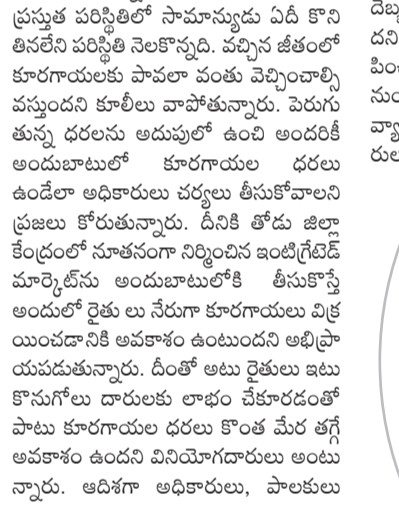 ప్రస్తుత పరిస్థితిలో సామాన్యుడు ఏదీ కొని
తినలేని పరిస్థితి నెలకొన్నది. వచ్చిన జీతంలో
కూరగాయలకు పావలా వంతు వెచ్చించాల్సి
వస్తుందని కూలీలు వాపోతున్నారు. పెరుగు
తున్న ధరలను అదుపులో ఉంచి అందరికీ
అందుబాటులో కూరగాయల ధరలు
ఉండేలా అధికారులు చర్యలు తీసుకోవాలని
ప్రజలు కోరుతున్నారు. దీనికి తోడు జిల్లా
కేంద్రంలో నూతనంగా నిర్మించిన ఇంటిగ్రేటెడ్
మార్కెట్‌ను అందుబాటులోకి తీసుకొస్తే
అందులో రైతు లు నేరుగా కూరగాయలు విక్ర
యించడానికి అవకాశం ఉంటుందని అభిప్రా
యపడుతున్నారు. దీంతో అటు రైతులు ఇటు
కొనుగోలు దారులకు లాభం చేకూరడంతో
పాటు కూరగాయల ధరలు కొంత మేర తగ్గే
అవకాశం ఉందని వినియోగదారులు అంటు
న్నారు. ఆదిశగా అధికారులు, పాలకులు
దని